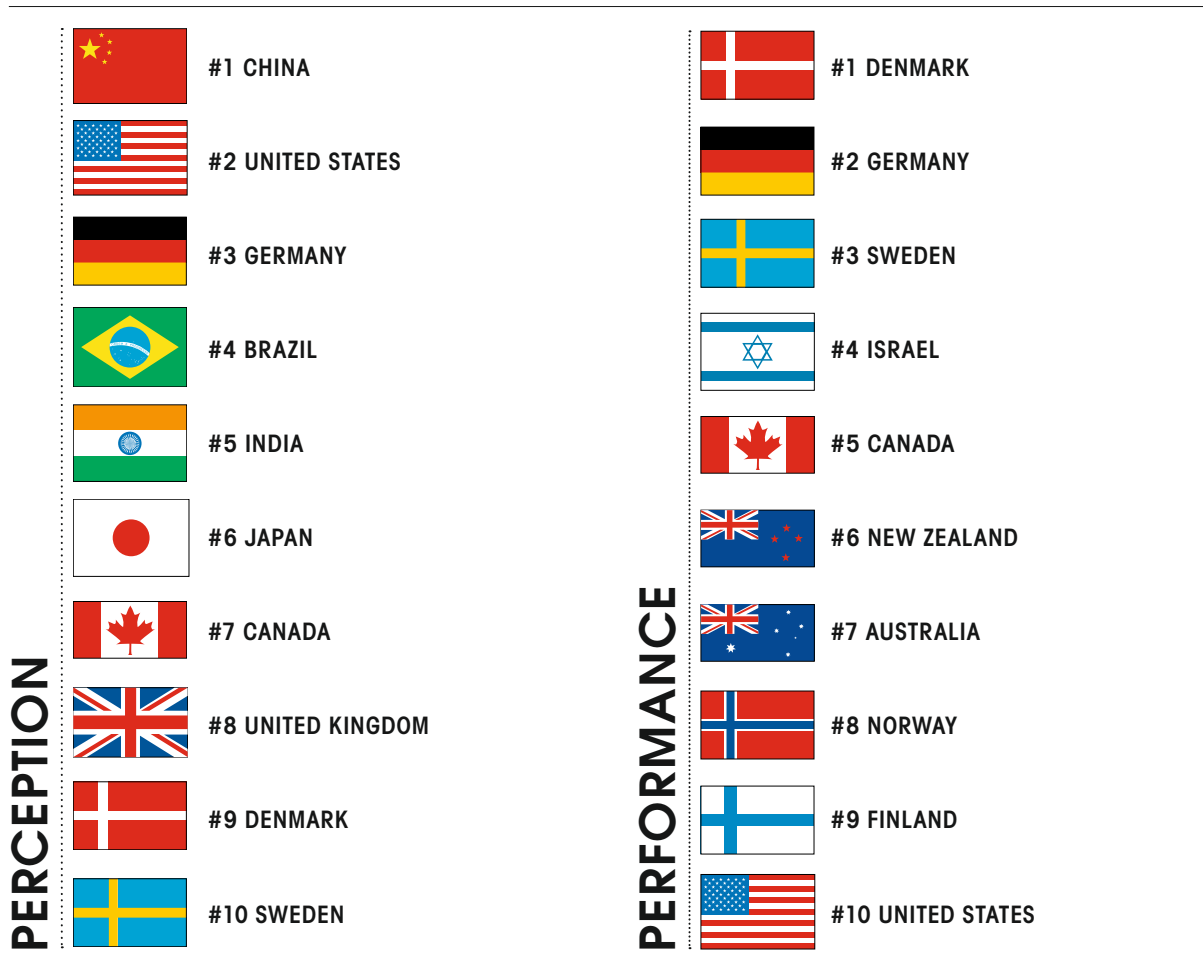 PERCEPTION
#1 CHINA
#2 UNITED STATES
#3 GERMANY
#4 BRAZIL
#5 INDIA
#6 JAPAN
#7 CANADA
#8 UNITED KINGDOM
#9 DENMARK
#10 SWEDEN
PERFORMANCE
#1 DENMARK
#2 GERMANY
#3 SWEDEN
#4 ISRAEL
#5 CANADA
#6 NEW ZEALAND
#7 AUSTRALIA
#8 NORWAY
#9 FINLAND
#10 UNITED STATES